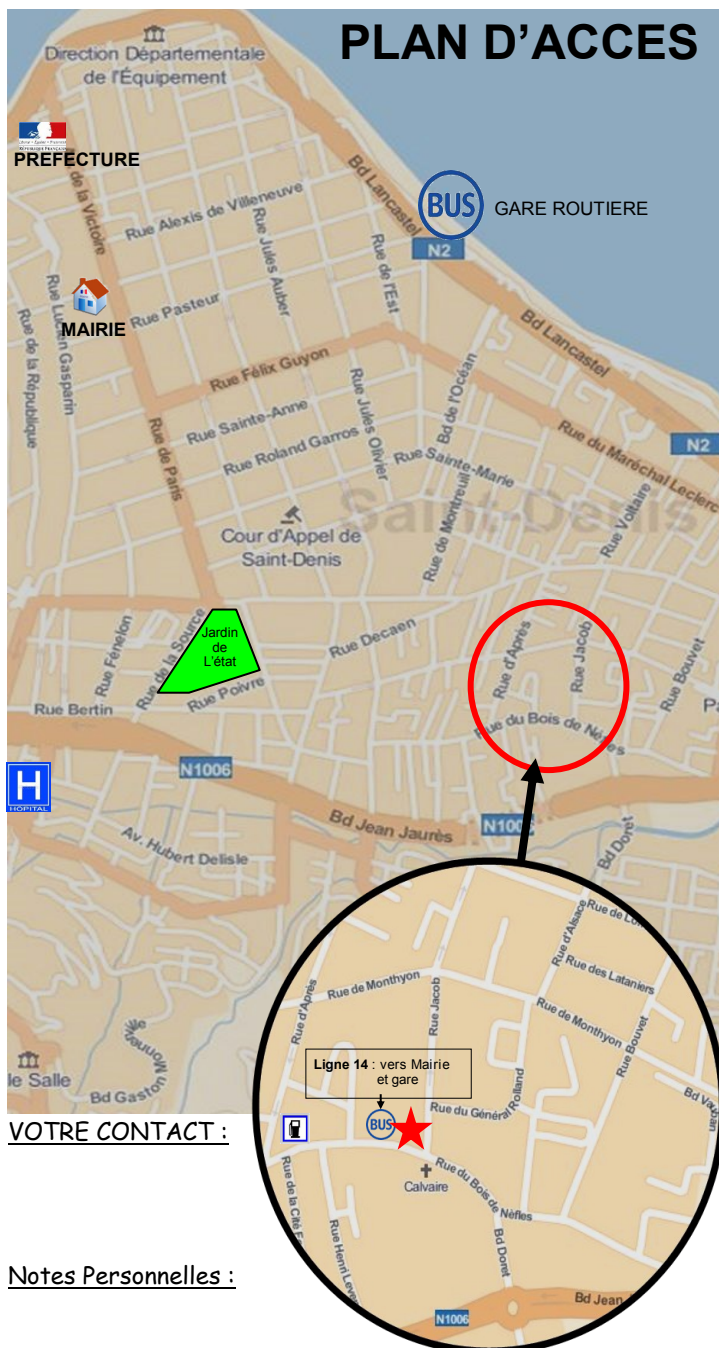 PLAN D'ACCES
Direction Départementale
de l'Équipement
PREFECTURE
de la Victoire
Rue Alexis de Villeneuve
Rue Jules Auber
Rue de l'Est
Bd Lancastel
BUS
GARE ROUTIERE
N2
Bd Lancastel
MAIRIE
Rue Lucien Gasparin
Rue de la République
Rue Pasteur
Rue Félix Guyon
Rue de Paris
Rue Sainte-Anne
Rue Roland Garros
Rue Jules Olivier
Bd de l'Océan
Rue Sainte-Marie
Rue du Maréchal Leclerc
N2
Saint-Denis
Cour d'Appel de
Saint-Denis
Rue de Montreuil
Rue Voltaire
Rue Fénelon
Rue de la Source
Jardin
de
L'état
Rue Decaen
Rue d'Après
Rue Jacob
Rue Bouvet
Rue Bertin
Rue Poivre
Rue du Bois de Nèfles
Pa
H
HOPITAL
N1006
Bd Jean Jaurès
N1006
Av. Hubert Delisle
Bd Doret
le Salle
Bd Gaston Monnerville
Rue d'Après
Rue de Monthyon
Rue Jacob
Rue d'Alsace
Rue des Lataniers
Rue de Monthyon
Rue Bouvet
Bd Vauban
Ligne 14 : vers Mairie
et gare
BUS
Rue du Général Rolland
Calvaire
Rue du Bois de Nèfles
Rue Henri
Bd Doret
Bd Jean
N1006
VOTRE CONTACT :
Notes Personnelles :